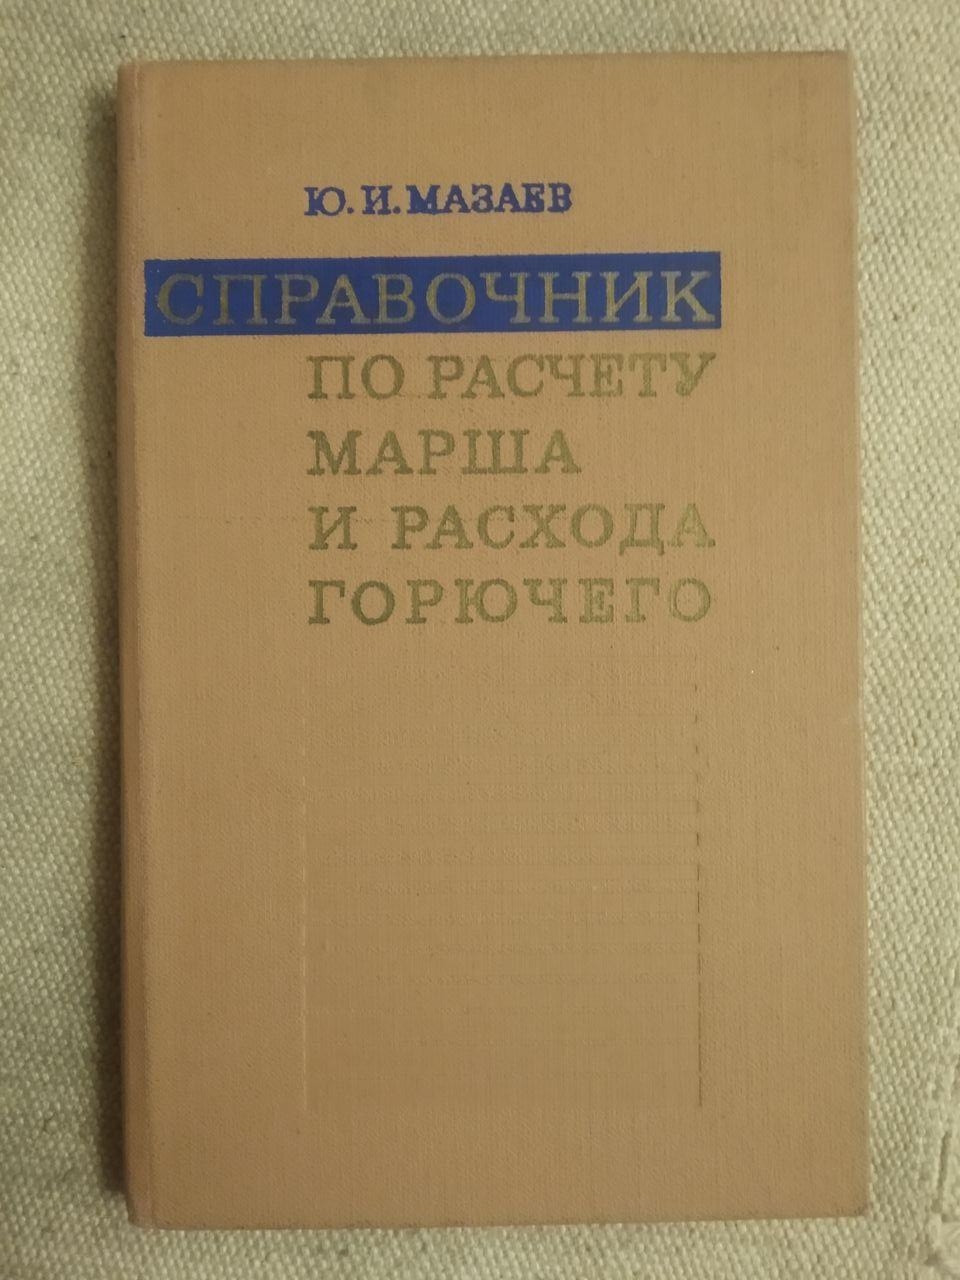 Ю.И.МАЗАЕВ
СПРАВОЧНИК
ПО РАСЧЕТУ
МАРША
И РАСХОДА
ГОРЮЧЕГО